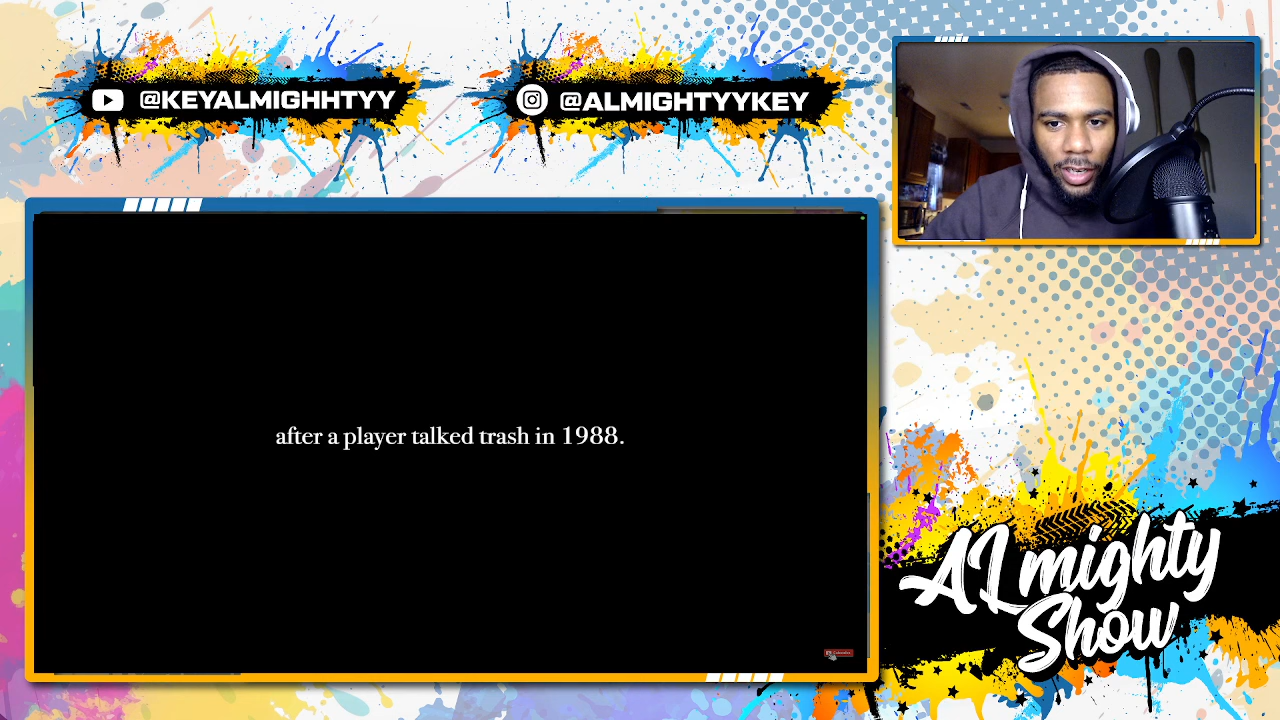 @KEYALMIGHHTYY
@ALMIGHTYYKEY
after a player talked trash in 1988.
ALmighty
Show